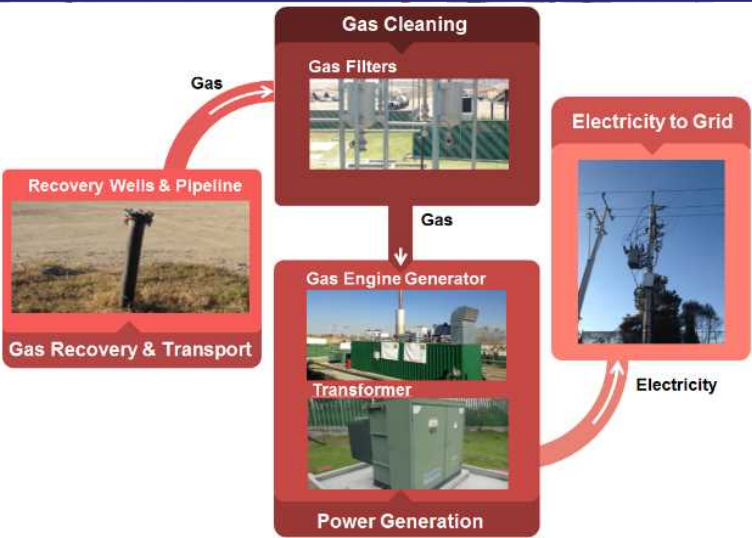 Gas Cleaning
Gas Filters
Gas
Recovery Wells & Pipeline
Gas Recovery & Transport
Gas
Gas Engine Generator
Transformer
Power Generation
Electricity to Grid
Electricity